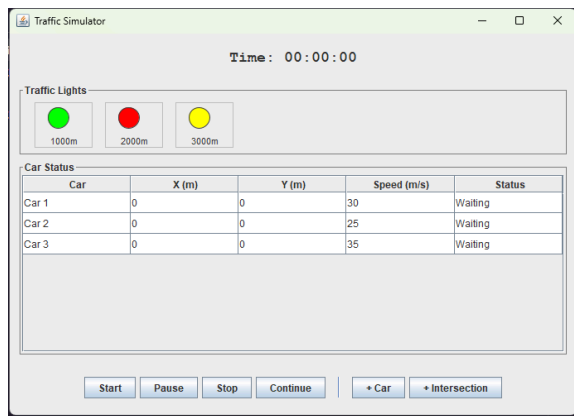 Traffic Simulator
Time: 00:00:00
Traffic Lights
1000m 2000m 3000m
Car Status
Car X (m) Y (m) Speed (m/s) Status
Car 1 0 0 30 Waiting
Car 2 0 0 25 Waiting
Car 3 0 0 35 Waiting
Start Pause Stop Continue + Car + Intersection